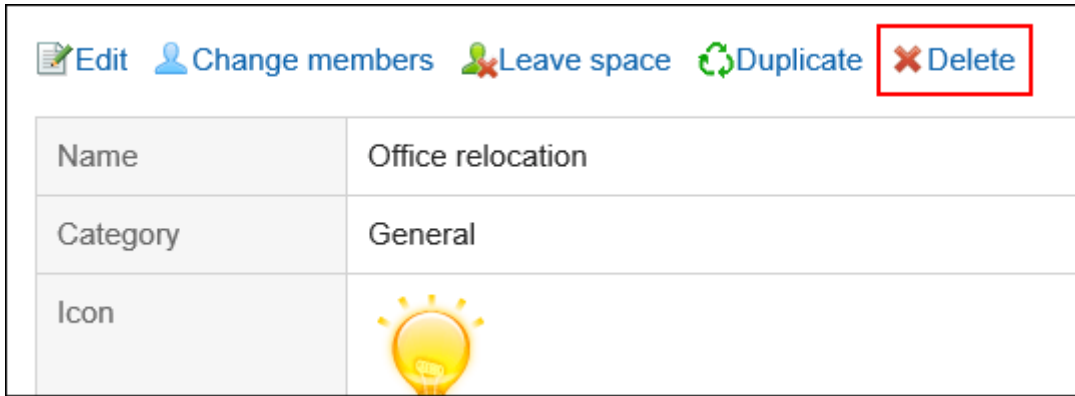 Edit Change members Leave space Duplicate Delete
Name Office relocation
Category General
Icon